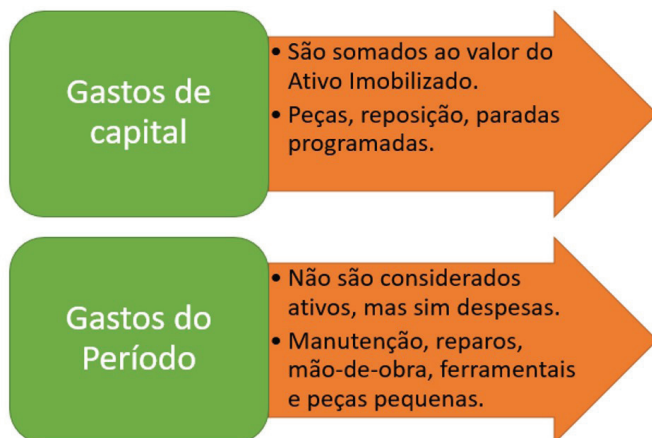 Gastos de
capital
• São somados ao valor do
Ativo Imobilizado.
• Peças, reposição, paradas
programadas.
Gastos do
Período
• Não são considerados
ativos, mas sim despesas.
• Manutenção, reparos,
mão-de-obra, ferramentais
e peças pequenas.